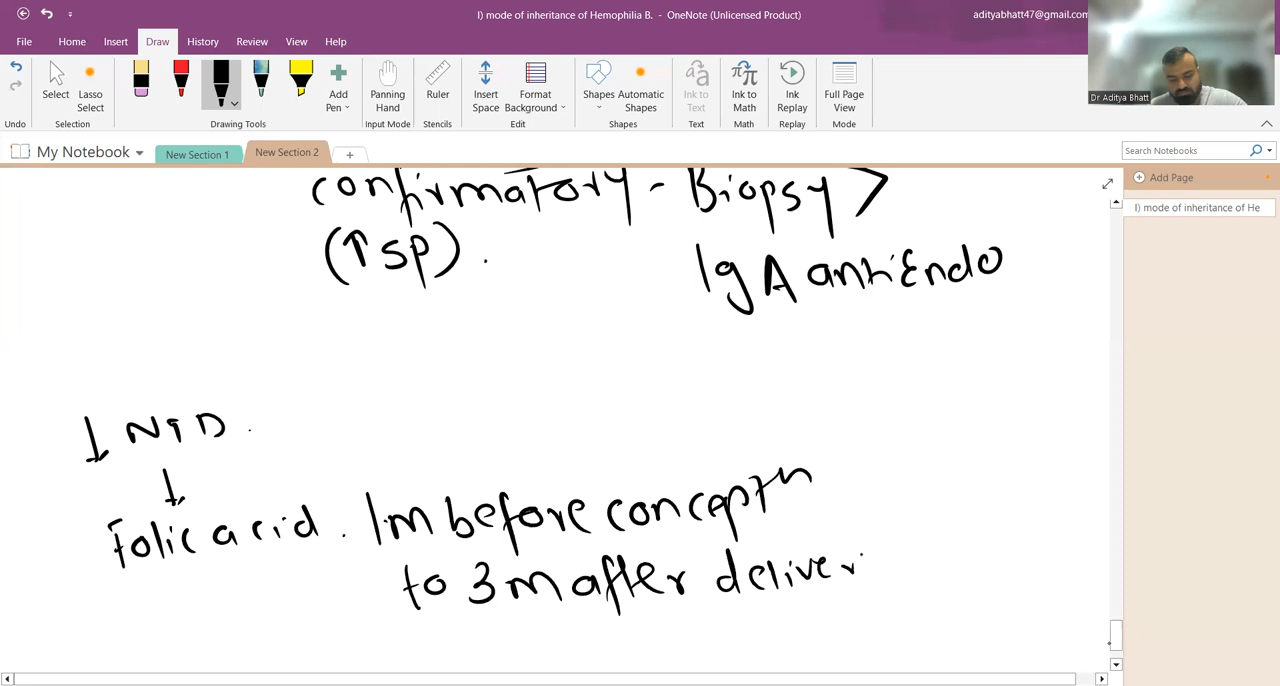 I) mode of inheritance of Hemophilia B. - OneNote (Unlicensed Product)
adityabhatt47@gmail.com
File Home Insert Draw History Review View Help
Undo
Select
Lasso Select
Selection
Drawing Tools
Add Pen
Panning Hand
Input Mode
Ruler
Stencils
Insert Space
Format Background
Edit
Shapes
Automatic Shapes
Shapes
Ink to Text
Text
Ink to Math
Math
Ink Replay
Replay
Full Page View
Mode
Dr Aditya Bhatt
My Notebook
New Section 1
New Section 2
Search Notebooks
Add Page
I) mode of inheritance of He
confirmatory - Biopsy >
(↑ SP).
IgA antiEndo
↓ NTD.
↓
Folic acid. 1m before conceptn
to 3 m after deliver